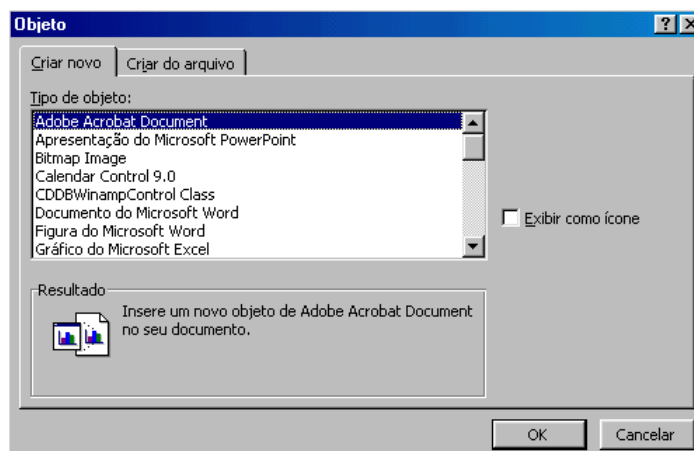 Objeto
Criar novo
Criar do arquivo
Tipo de objeto:
Adobe Acrobat Document
Apresentação do Microsoft PowerPoint
Bitmap Image
Calendar Control 9.0
CDDBWinampControl Class
Documento do Microsoft Word
Figura do Microsoft Word
Gráfico do Microsoft Excel
Exibir como ícone
Resultado
Insere um novo objeto de Adobe Acrobat Document
no seu documento.
OK
Cancelar